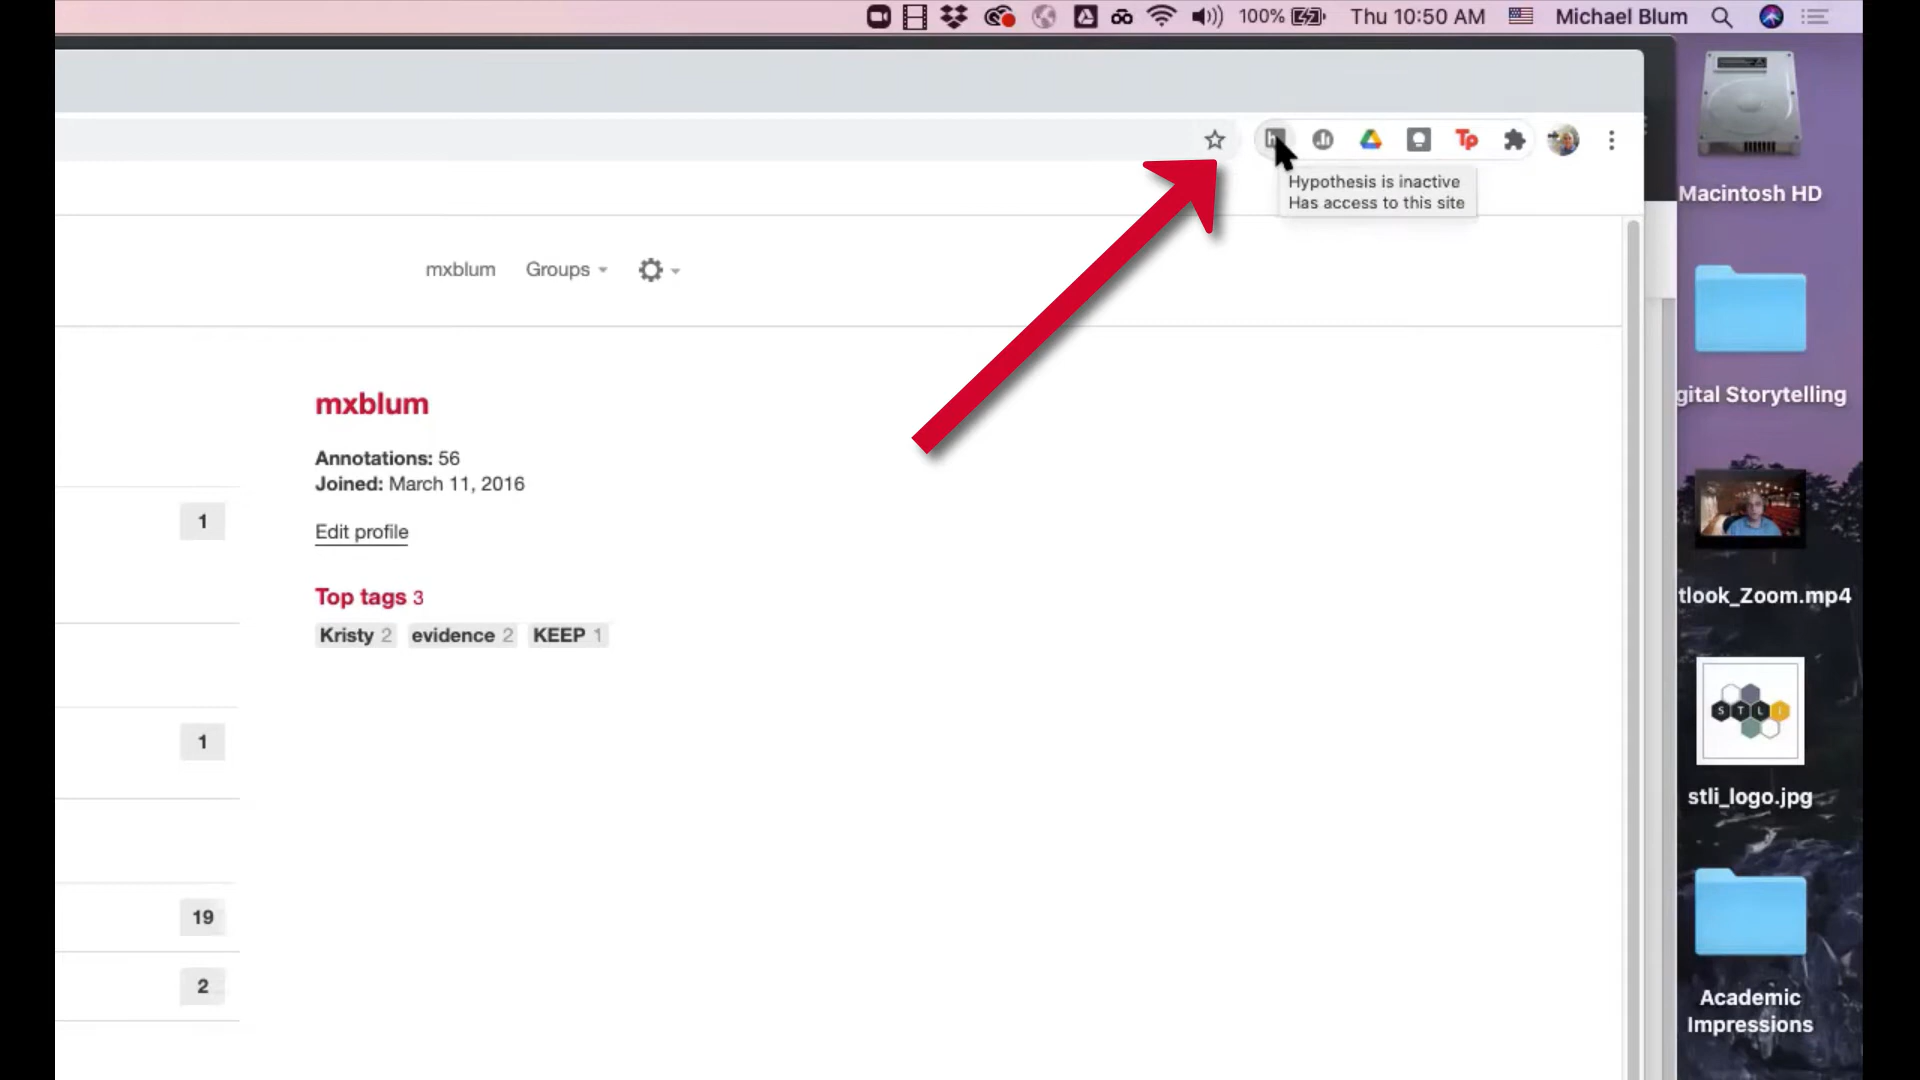 100% Thu 10:50 AM Michael Blum
Tp
Hypothesis is inactive
Has access to this site
Macintosh HD
mxblum Groups
mxblum
gital Storytelling
Annotations: 56
Joined: March 11, 2016
1
Edit profile
tlook_Zoom.mp4
Top tags 3
Kristy 2 evidence 2 KEEP 1
STLI
1
stli_logo.jpg
19
2
Academic
Impressions